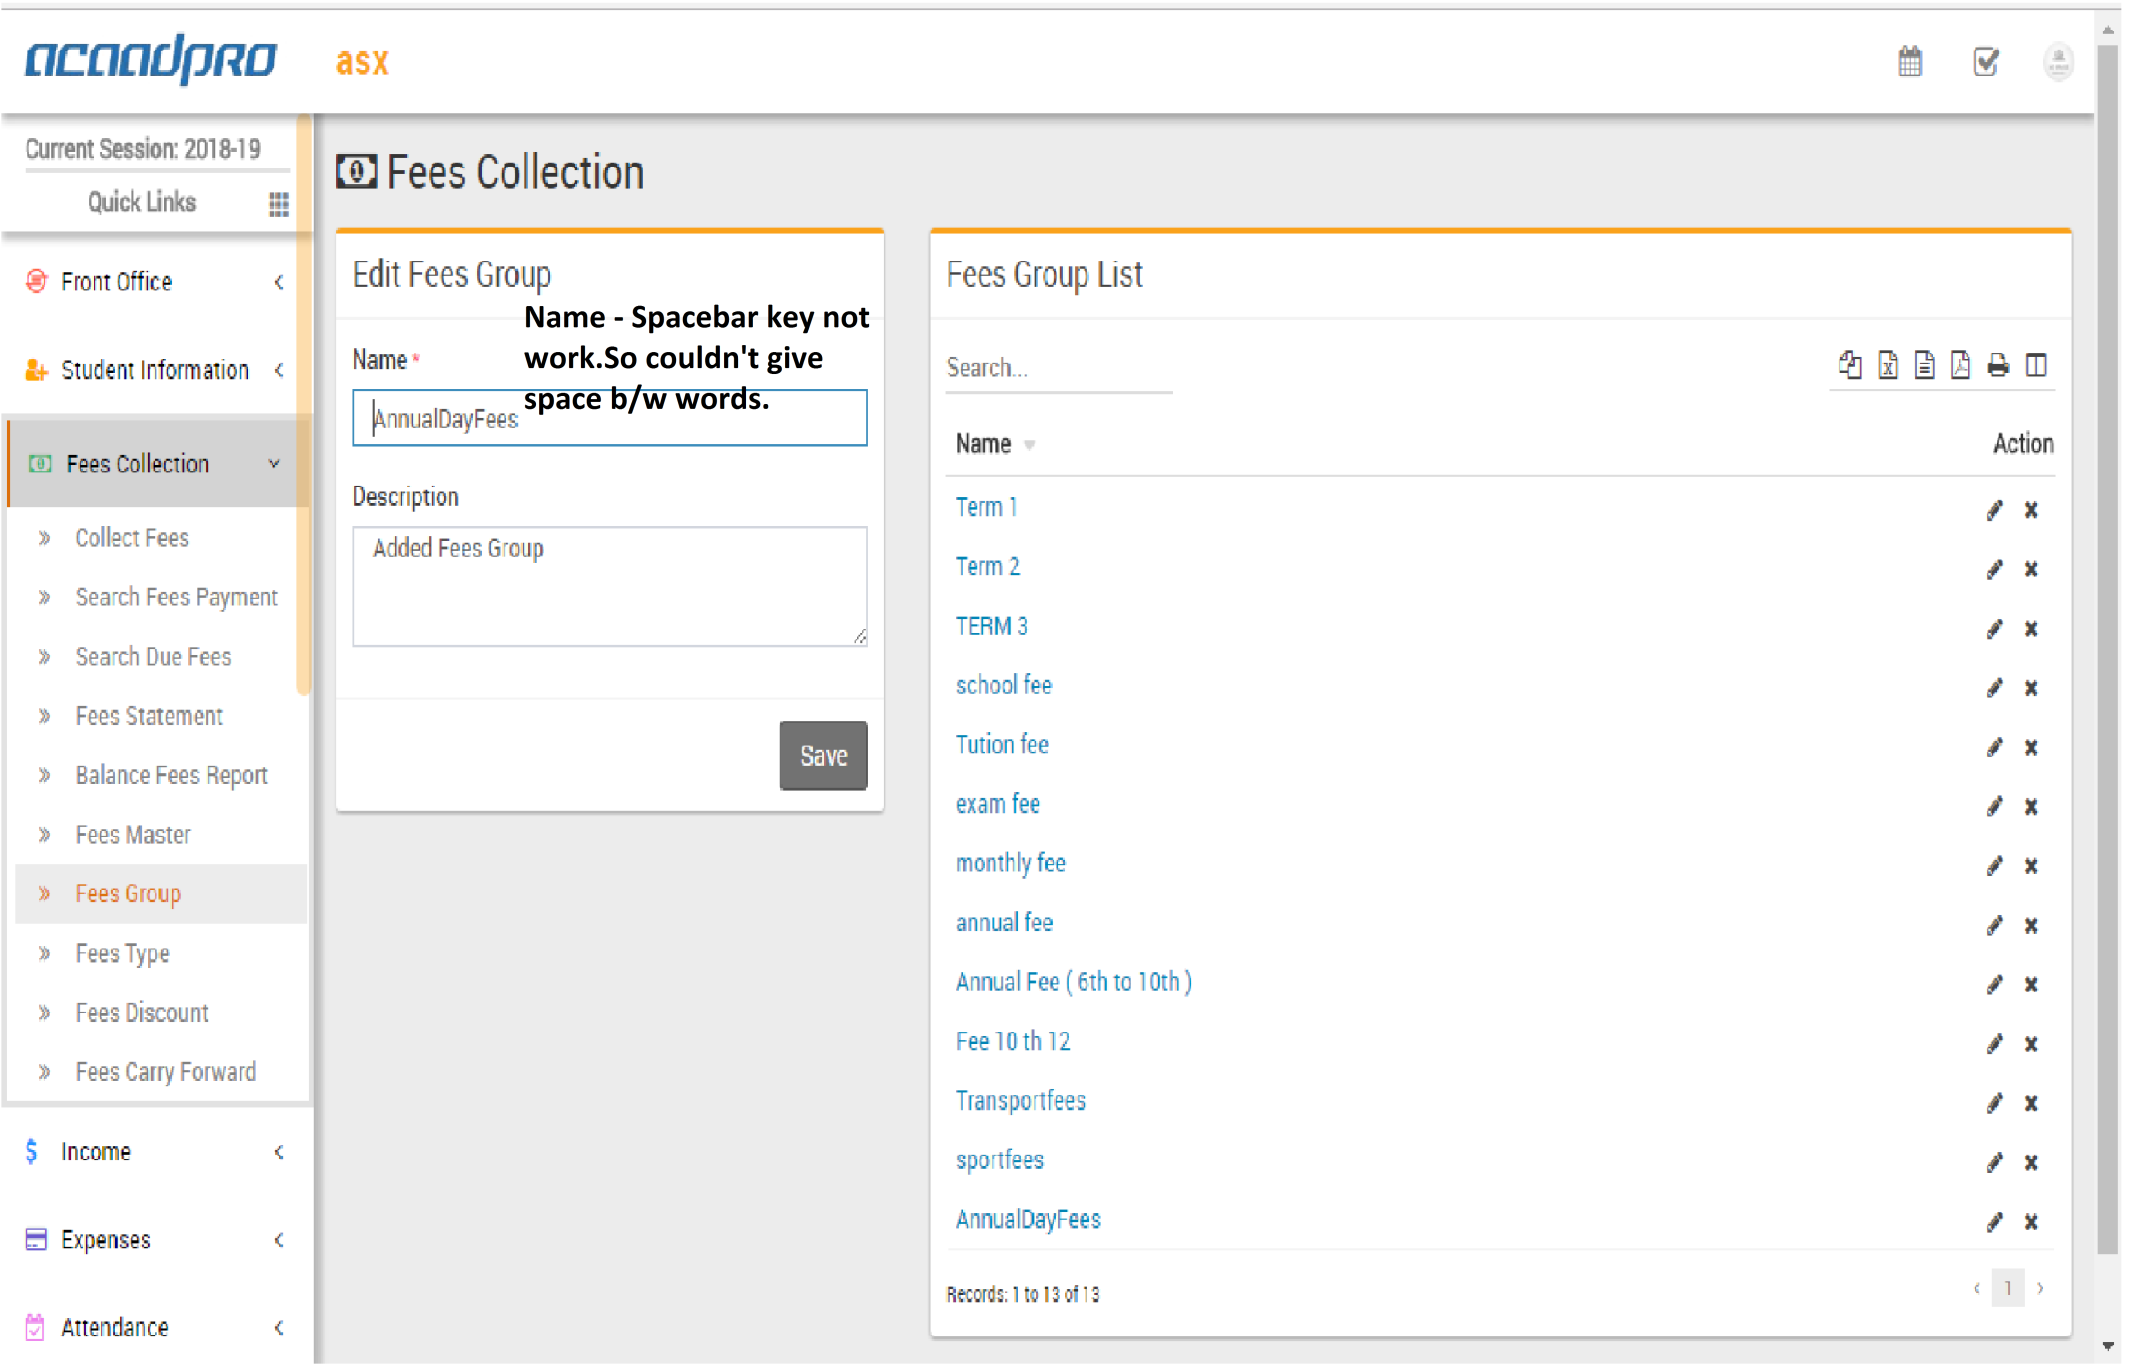 acaadpro
asx
Current Session: 2018-19
Quick Links
Front Office
Student Information
Fees Collection
Collect Fees
Search Fees Payment
Search Due Fees
Fees Statement
Balance Fees Report
Fees Master
Fees Group
Fees Type
Fees Discount
Fees Carry Forward
Income
Expenses
Attendance
Fees Collection
Edit Fees Group
Name - Spacebar key not
work.So couldn't give
space b/w words.
Name *
AnnualDayFees
Description
Added Fees Group
Save
Fees Group List
Search...
Name Action
Term 1
Term 2
TERM 3
school fee
Tution fee
exam fee
monthly fee
annual fee
Annual Fee ( 6th to 10th )
Fee 10 th 12
Transportfees
sportfees
AnnualDayFees
Records: 1 to 13 of 13
1